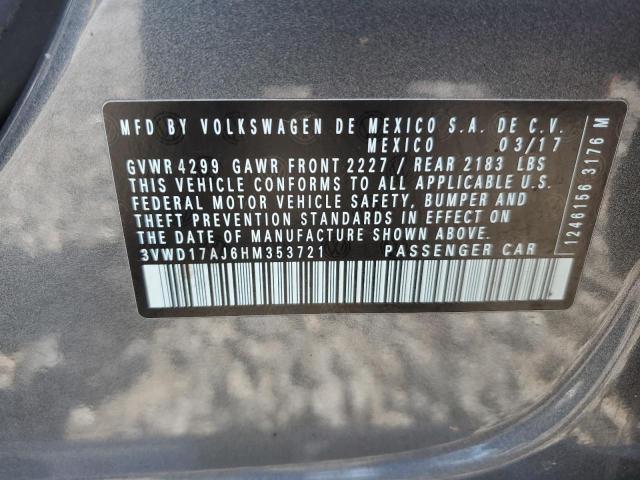 MFD BY VOLKSWAGEN DE MEXICO S.A. DE C.V.
MEXICO 03/17
GVWR 4299 GAWR FRONT 2227 / REAR 2183 LBS
THIS VEHICLE CONFORMS TO ALL APPLICABLE U.S.
FEDERAL MOTOR VEHICLE SAFETY, BUMPER AND
THEFT PREVENTION STANDARDS IN EFFECT ON
THE DATE OF MANUFACTURE SHOWN ABOVE.
3VWD17AJ6HM353721 PASSENGER CAR
1246156 3176 M